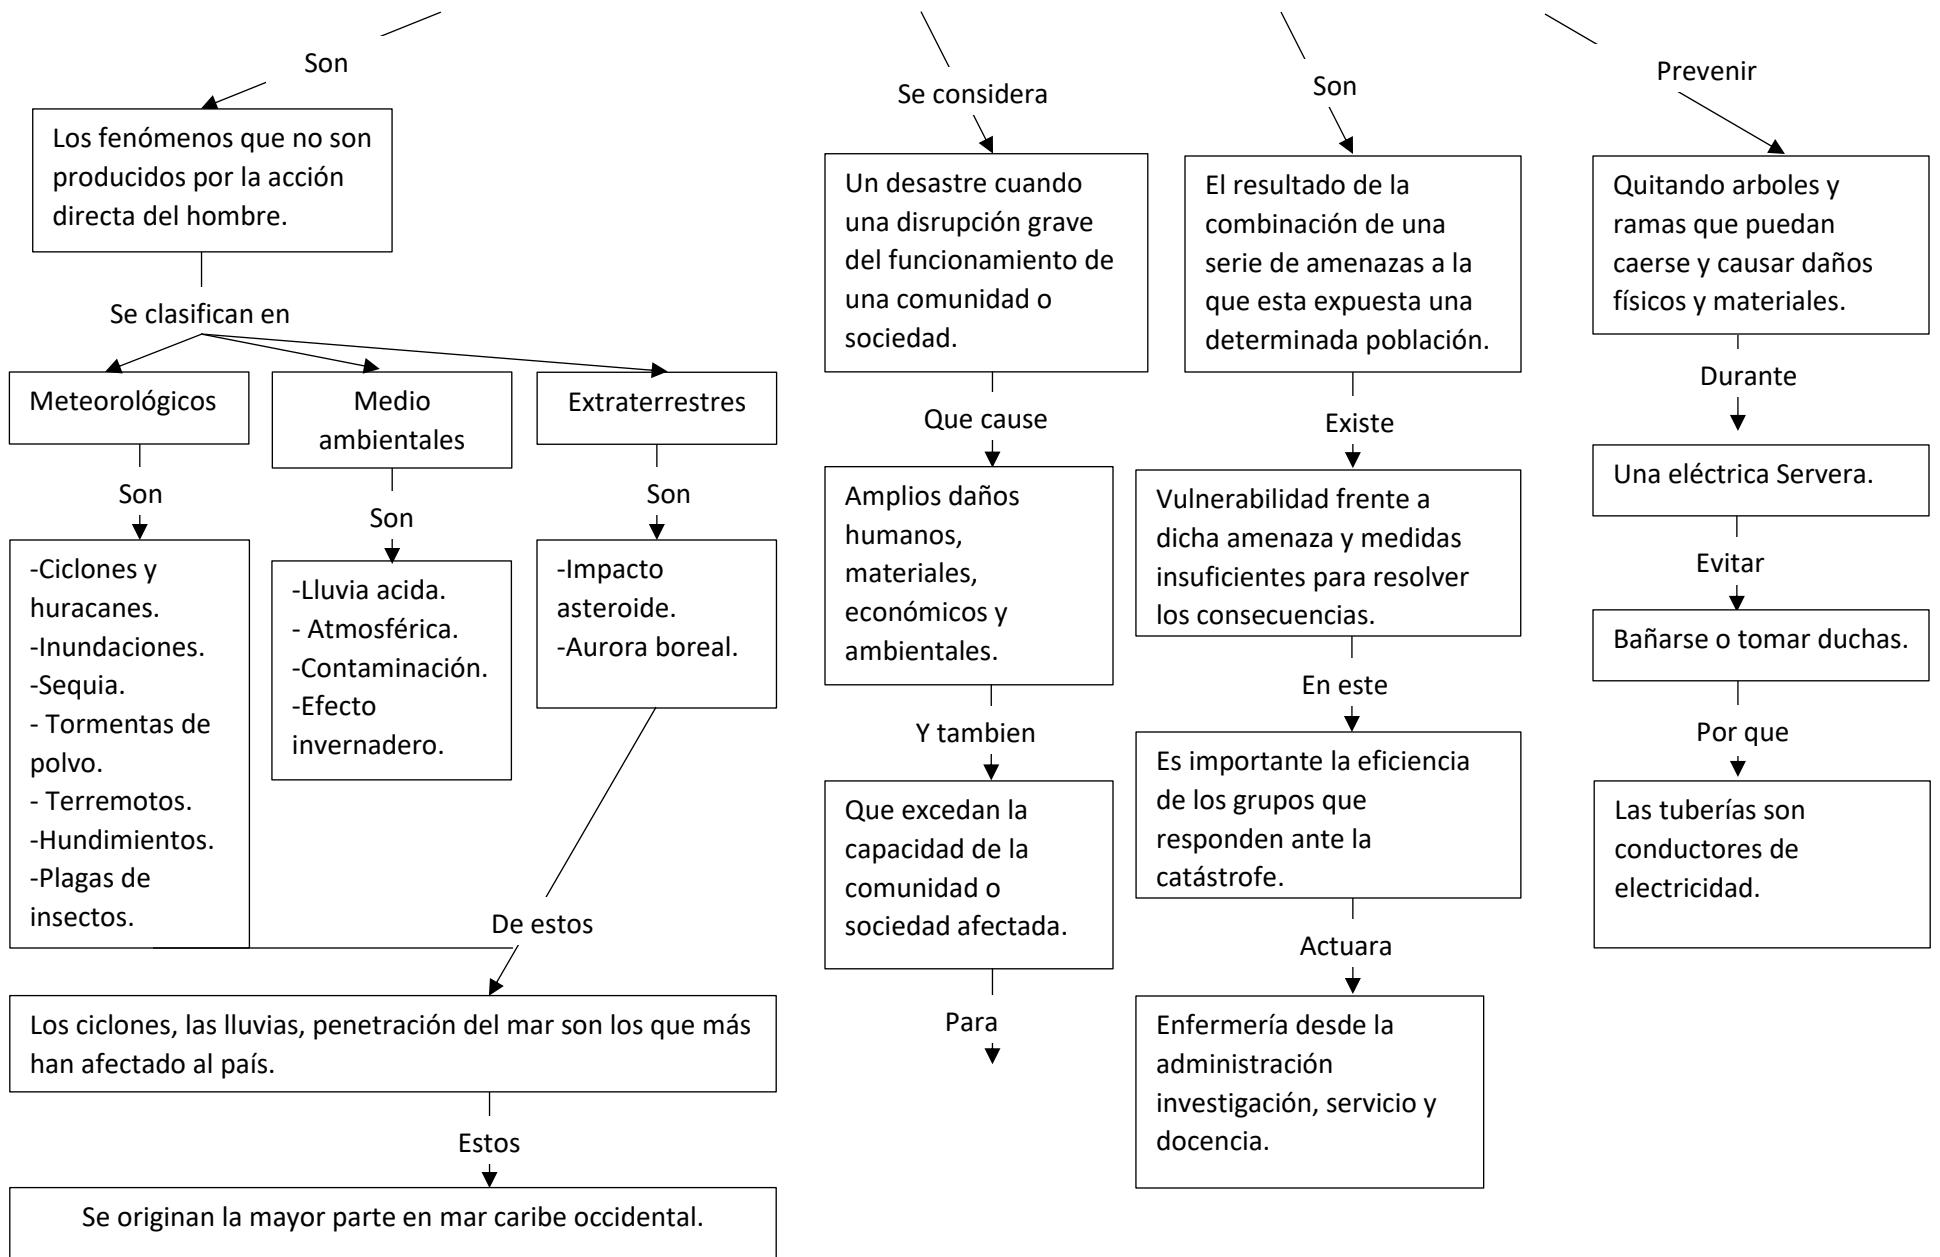 Son
Los fenómenos que no son
producidos por la acción
directa del hombre.
Se clasifican en
Meteorológicos
Medio
ambientales
Extraterrestres
Son
Son
Son
-Ciclones y
huracanes.
-Inundaciones.
-Sequia.
- Tormentas de
polvo.
- Terremotos.
-Hundimientos.
-Plagas de
insectos.
-Lluvia acida.
- Atmosférica.
-Contaminación.
-Efecto
invernadero.
-Impacto
asteroide.
-Aurora boreal.
De estos
Los ciclones, las lluvias, penetración del mar son los que más
han afectado al país.
Estos
Se originan la mayor parte en mar caribe occidental.
Se considera
Un desastre cuando
una disrupción grave
del funcionamiento de
una comunidad o
sociedad.
Que cause
Amplios daños
humanos,
materiales,
económicos y
ambientales.
Y tambien
Que excedan la
capacidad de la
comunidad o
sociedad afectada.
Para
Son
El resultado de la
combinación de una
serie de amenazas a la
que esta expuesta una
determinada población.
Existe
Vulnerabilidad frente a
dicha amenaza y medidas
insuficientes para resolver
los consecuencias.
En este
Es importante la eficiencia
de los grupos que
responden ante la
catástrofe.
Actuara
Enfermería desde la
administración
investigación, servicio y
docencia.
Prevenir
Quitando arboles y
ramas que puedan
caerse y causar daños
físicos y materiales.
Durante
Una eléctrica Servera.
Evitar
Bañarse o tomar duchas.
Por que
Las tuberías son
conductores de
electricidad.